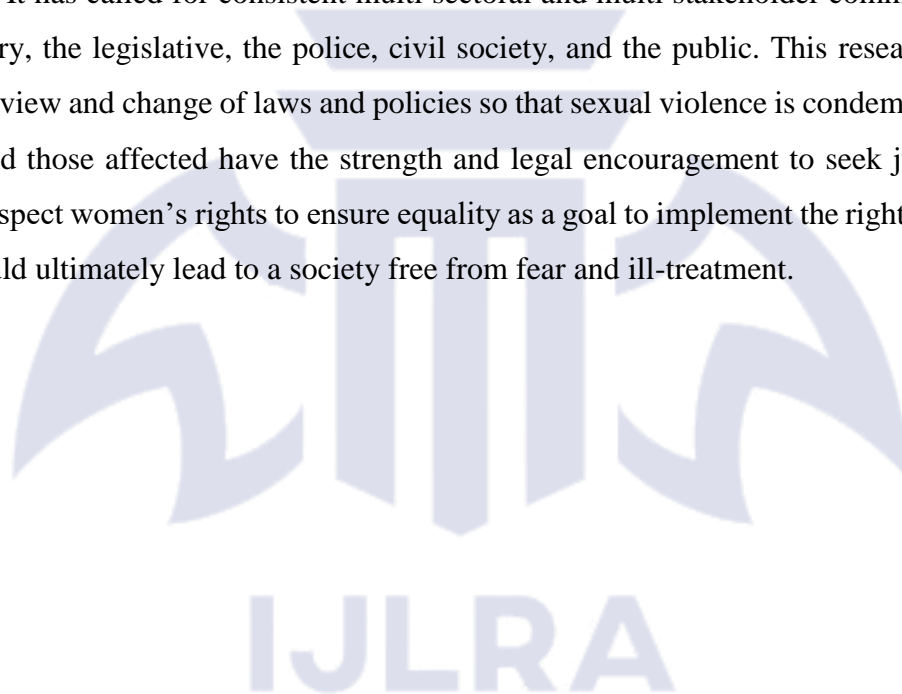 It has called for consistent multi-sectoral and multi-stakeholder
ry, the legislative, the police, civil society, and the public. This resea
view and change of laws and policies so that sexual violence is condem
d those affected have the strength and legal encouragement to seek j
spect women's rights to ensure equality as a goal to implement the right
ld ultimately lead to a society free from fear and ill-treatment.
IJLRA